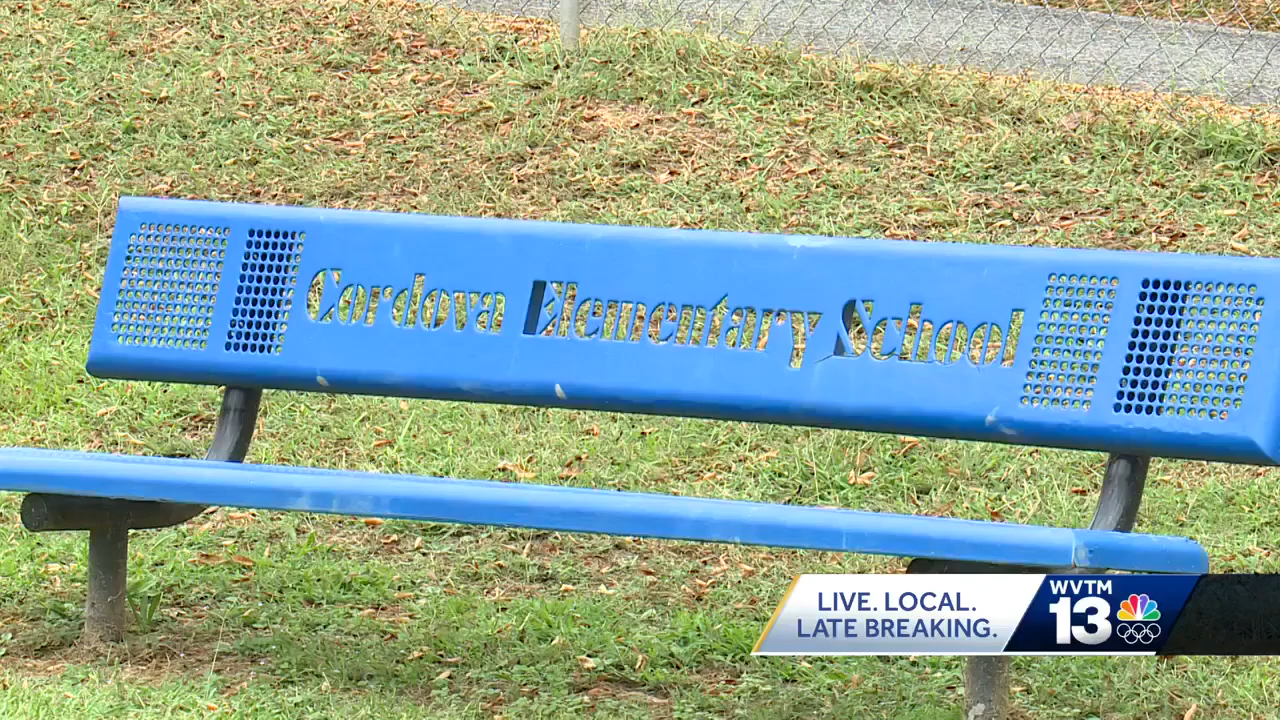 Cordova Elementary School
LIVE. LOCAL.
LATE BREAKING.
WVTM
13